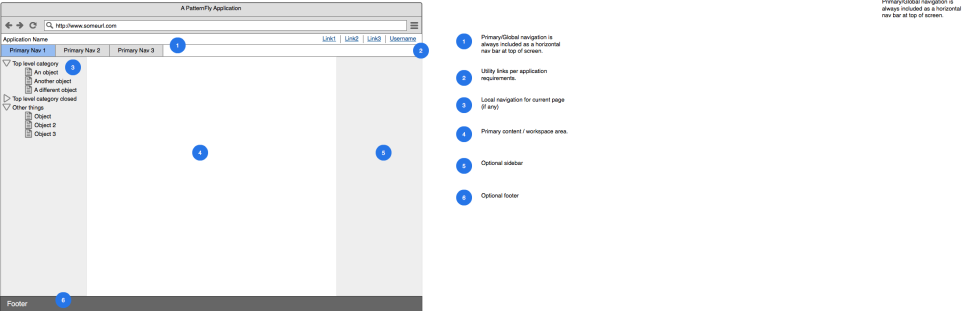 A PatternFly Application
http://www.someurl.com
Application Name
Link1 | Link2 | Link3 | Username
Primary Nav 1 Primary Nav 2 Primary Nav 3
1
2
Top level category
3
An object
Another object
A different object
Top level category closed
Other things
Object
Object 2
Object 3
4
5
6
Footer
1 Primary/Global navigation is
always included as a horizontal
nav bar at top of screen.
2 Utility links per application
requirements.
3 Local navigation for current page
(if any)
4 Primary content / workspace area.
5 Optional sidebar
6 Optional footer
Primary/Global navigation is
always included as a horizontal
nav bar at top of screen.